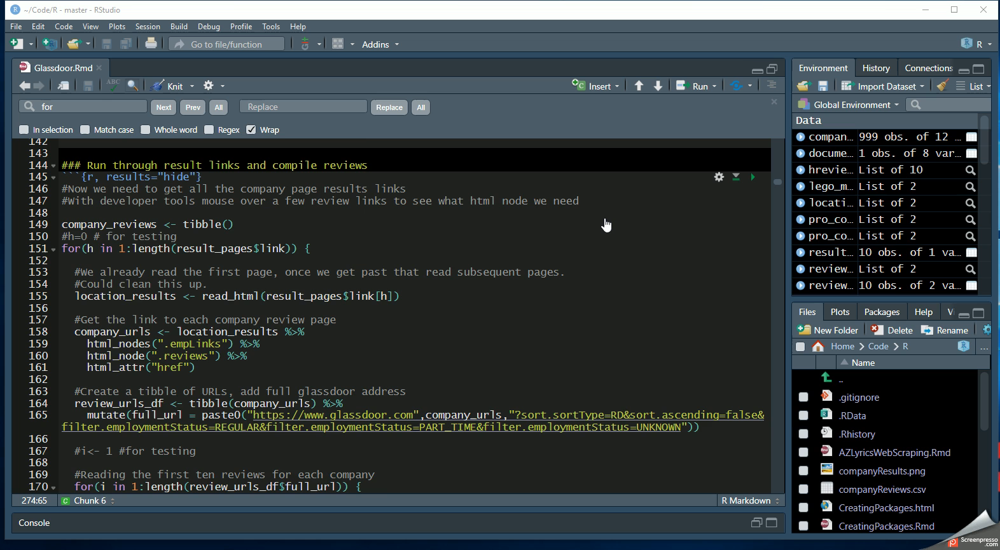 ~/Code/R - master - RStudio
File Edit Code View Plots Session Build Debug Profile Tools Help
Go to file/function Addins R
Glassdoor.Rmd
ABC Knit Insert Run
for Next Prev All Replace Replace All
In selection Match case Whole word Regex Wrap
142
143
144 ### Run through result links and compile reviews
145 ```{r, results="hide"}
146 #Now we need to get all the company page results links
147 #With developer tools mouse over a few review links to see what html node we need
148
149 company_reviews <- tibble()
150 #h=0 # for testing
151 for(h in 1:length(result_pages$link)) {
152
153 #We already read the first page, once we get past that read subsequent pages.
154 #Could clean this up.
155 location_results <- read_html(result_pages$link[h])
156
157 #Get the link to each company review page
158 company_urls <- location_results %>%
159 html_nodes(".empLinks") %>%
160 html_node(".reviews") %>%
161 html_attr("href")
162
163 #Create a tibble of URLs, add full glassdoor address
164 review_urls_df <- tibble(company_urls) %>%
165 mutate(full_url = paste0("https://www.glassdoor.com",company_urls,"?sort.sortType=RD&sort.ascending=false&
filter.employmentStatus=REGULAR&filter.employmentStatus=PART_TIME&filter.employmentStatus=UNKNOWN"))
166
167 #i<- 1 #for testing
168
169 #Reading the first ten reviews for each company
170 for(i in 1:length(review_urls_df$full_url)) {
274:65 C Chunk 6 R Markdown
Console
Environment History Connections
Import Dataset List
Global Environment
Data
compan... 999 obs. of 12 ...
docume... 1 obs. of 8 var...
hrevie... List of 10
lego_m... List of 2
locati... List of 2
pro_co... List of 2
pro_co... List of 2
result... 10 obs. of 1 va...
review... List of 2
review... 10 obs. of 2 va...
Files Plots Packages Help Vi
New Folder Delete Rename
Home > Code > R ...
Name
..
.gitignore
.RData
.Rhistory
AZLyricsWebScraping.Rmd
companyResults.png
companyReviews.csv
CreatingPackages.html
CreatingPackages.Rmd
Screenpresso
.com